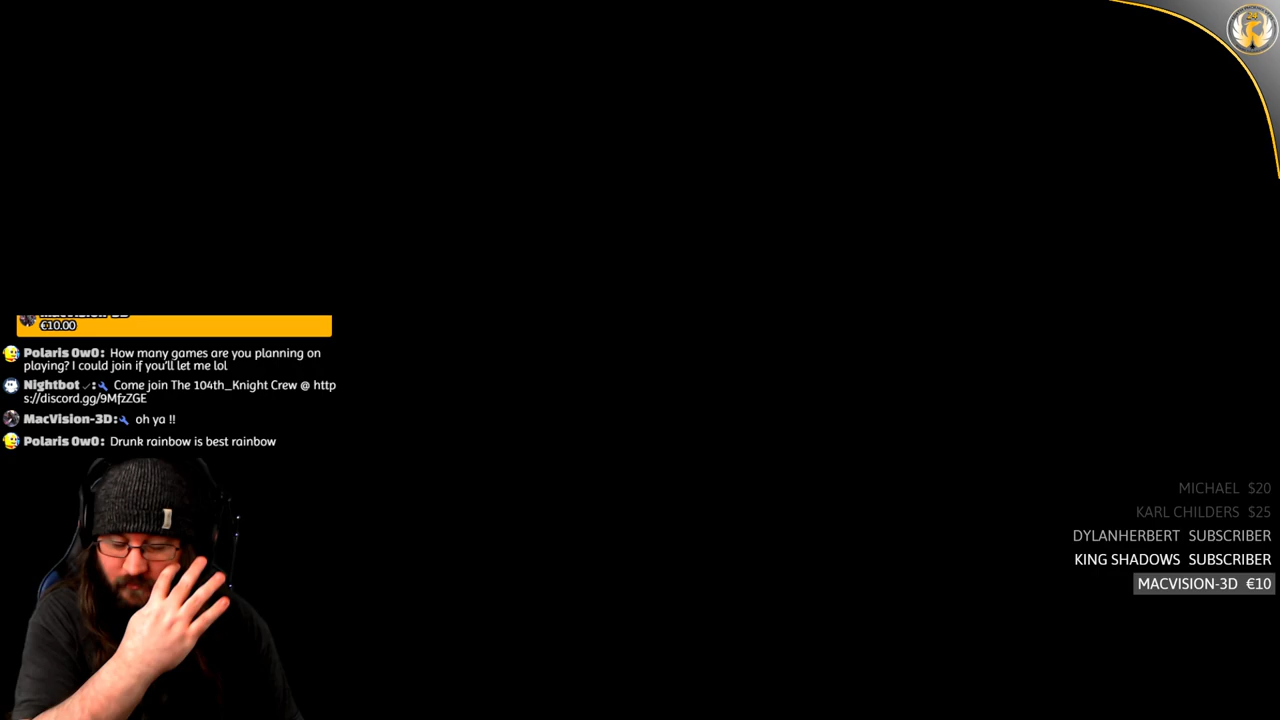 €10.00
Polaris OwO: How many games are you planning on
playing? I could join if you'll let me lol
Nightbot: Come join The 104th_Knight Crew @ http
s://discord.gg/9MfzZGE
MacVision-3D: oh ya !!
Polaris OwO: Drunk rainbow is best rainbow
MICHAEL $20
KARL CHILDERS $25
DYLANHERBERT SUBSCRIBER
KING SHADOWS SUBSCRIBER
MACVISION-3D €10